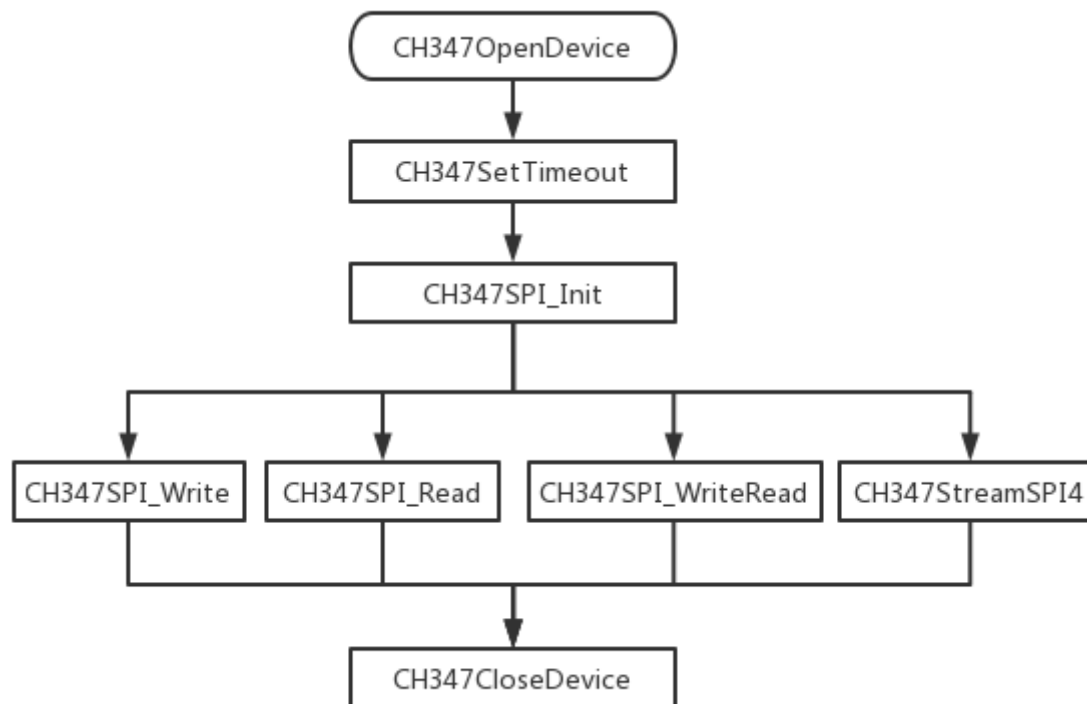 CH347OpenDevice
CH347SetTimeout
CH347SPI_Init
CH347SPI_Write
CH347SPI_Read
CH347SPI_WriteRead
CH347StreamSPI4
CH347CloseDevice